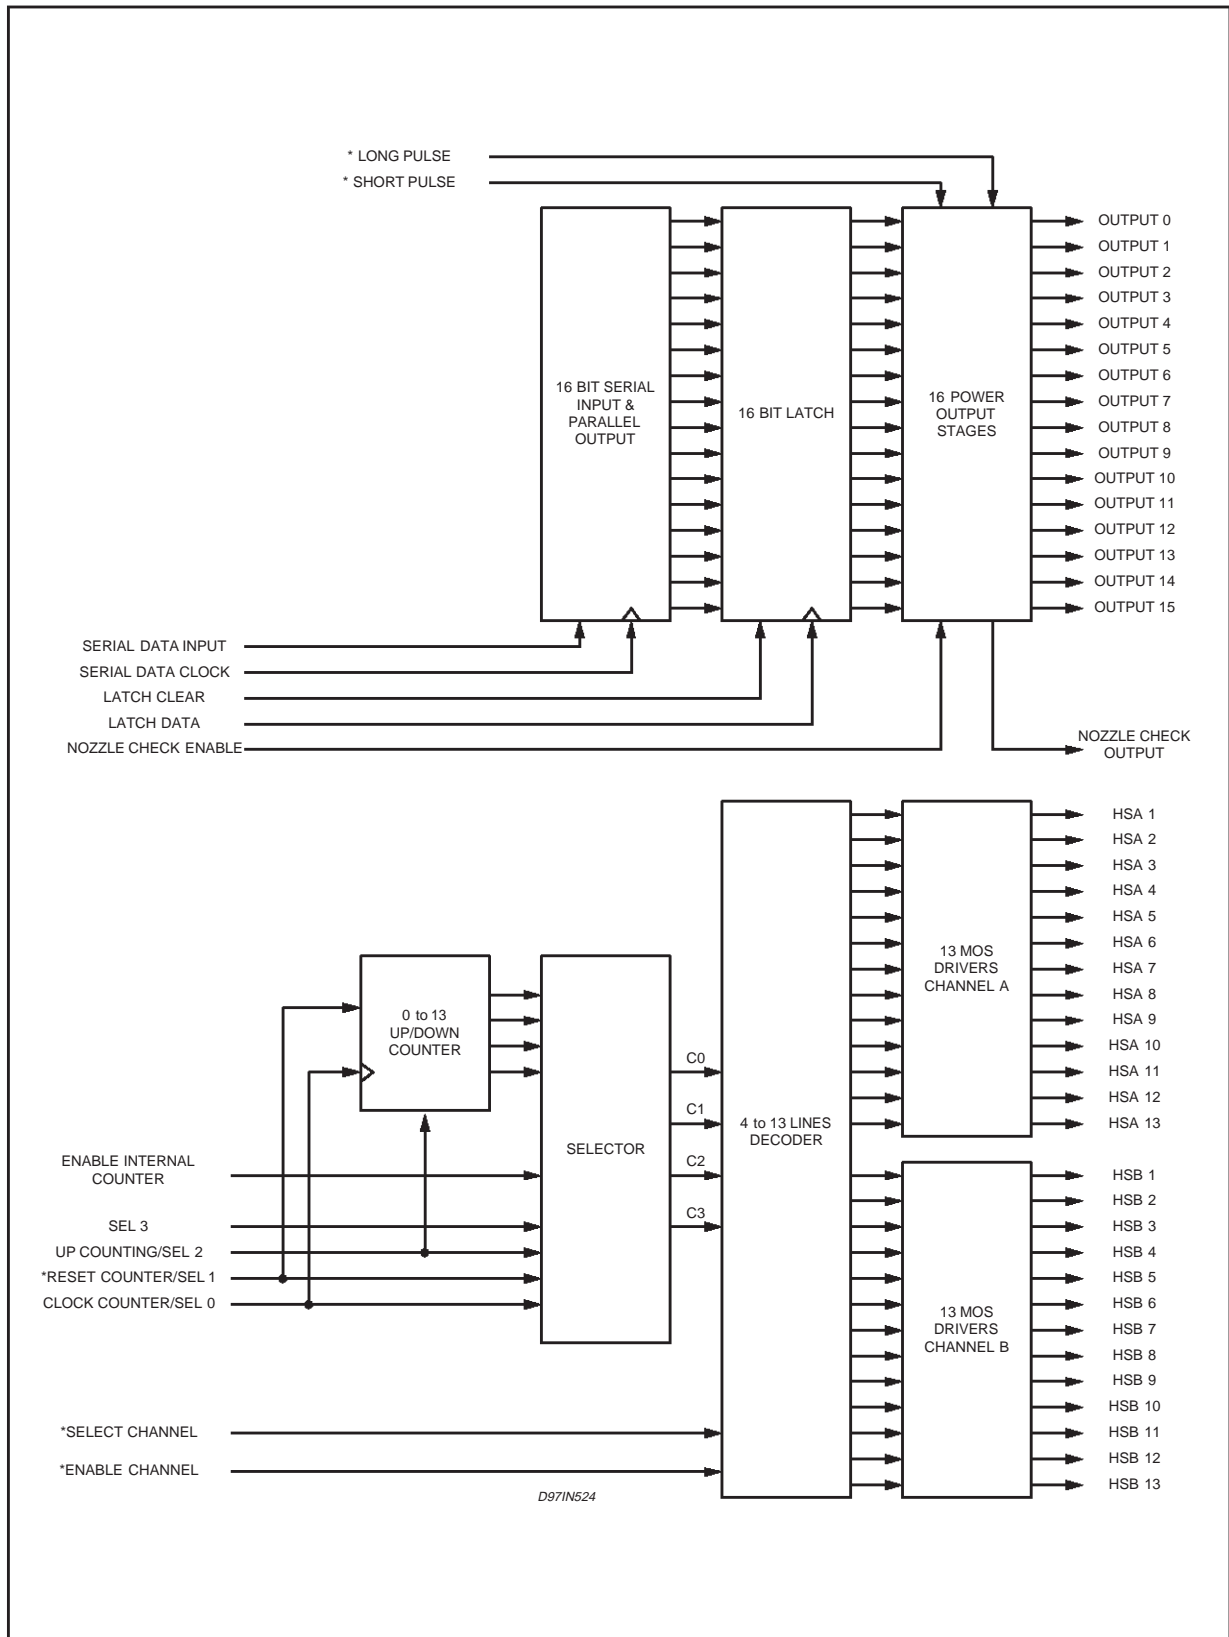 * LONG PULSE
* SHORT PULSE
OUTPUT 0
OUTPUT 1
OUTPUT 2
OUTPUT 3
OUTPUT 4
OUTPUT 5
OUTPUT 6
OUTPUT 7
OUTPUT 8
OUTPUT 9
OUTPUT 10
OUTPUT 11
OUTPUT 12
OUTPUT 13
OUTPUT 14
OUTPUT 15
16 BIT SERIAL
INPUT &
PARALLEL
OUTPUT
16 BIT LATCH
16 POWER
OUTPUT
STAGES
SERIAL DATA INPUT
SERIAL DATA CLOCK
LATCH CLEAR
LATCH DATA
NOZZLE CHECK ENABLE
NOZZLE CHECK
OUTPUT
HSA 1
HSA 2
HSA 3
HSA 4
HSA 5
HSA 6
HSA 7
HSA 8
HSA 9
HSA 10
HSA 11
HSA 12
HSA 13
13 MOS
DRIVERS
CHANNEL A
0 to 13
UP/DOWN
COUNTER
C0
C1
C2
C3
SELECTOR
4 to 13 LINES
DECODER
ENABLE INTERNAL
COUNTER
SEL 3
UP COUNTING/SEL 2
*RESET COUNTER/SEL 1
CLOCK COUNTER/SEL 0
HSB 1
HSB 2
HSB 3
HSB 4
HSB 5
HSB 6
HSB 7
HSB 8
HSB 9
HSB 10
HSB 11
HSB 12
HSB 13
13 MOS
DRIVERS
CHANNEL B
*SELECT CHANNEL
*ENABLE CHANNEL
D97IN524